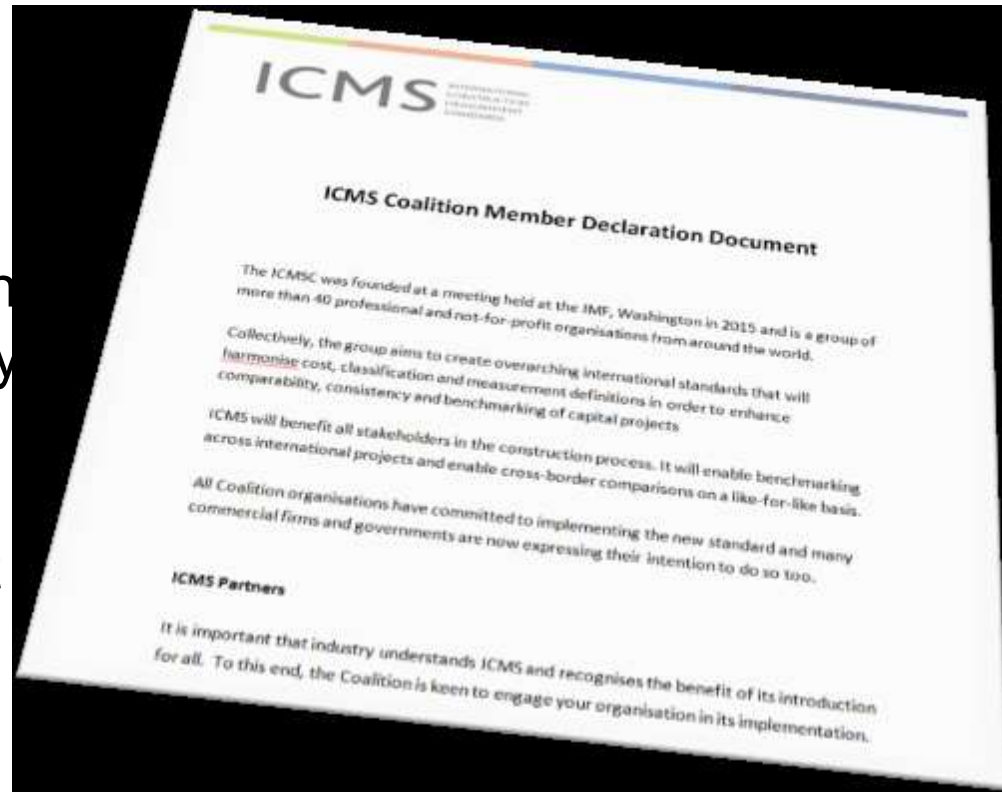 ICMS
ICMS Coalition Member Declaration Document
The ICMSC was founded at a meeting held at the IMF, Washington in 2015 and is a group of
more than 40 professional and not-for-profit organisations from around the world.
Collectively, the group aims to create overarching international standards that will
harmonise cost, classification and measurement definitions in order to enhance
comparability, consistency and benchmarking of capital projects
ICMS will benefit all stakeholders in the construction process. It will enable benchmarking
across international projects and enable cross-border comparisons on a like-for-like basis.
All Coalition organisations have committed to implementing the new standard and many
commercial firms and governments are now expressing their intention to do so too.
ICMS Partners
It is important that industry understands ICMS and recognises the benefit of its introduction
for all. To this end, the Coalition is keen to engage your organisation in its implementation.
n
y